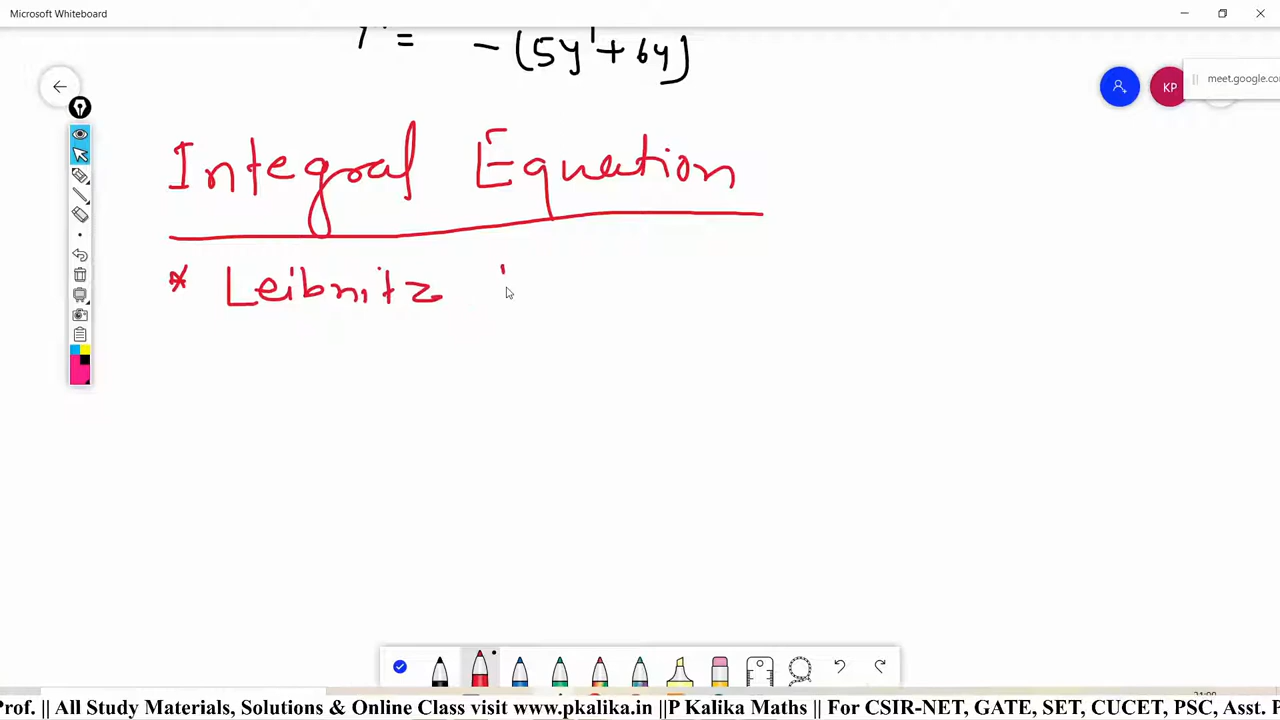 Microsoft Whiteboard
= - (5y'+6y)
meet.google.co
KP
Integral Equation
* Leibnitz
Prof. || All Study Materials, Solutions & Online Class visit www.pkalika.in ||P Kalika Maths || For CSIR-NET, GATE, SET, CUCET, PSC, Asst. P